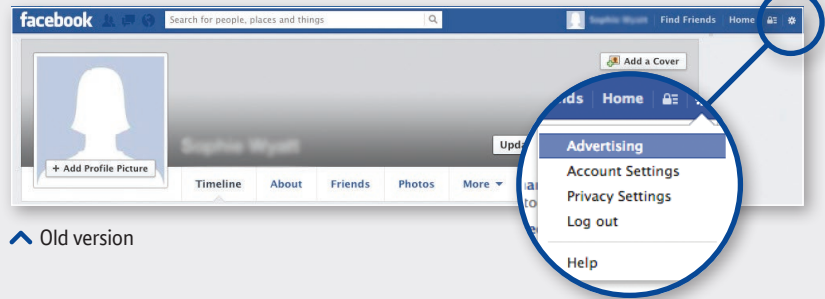 facebook Search for people, places and things Find Friends Home
Add a Cover
+ Add Profile Picture
Timeline About Friends Photos More
Home
Advertising
Account Settings
Privacy Settings
Log out
Help
Old version